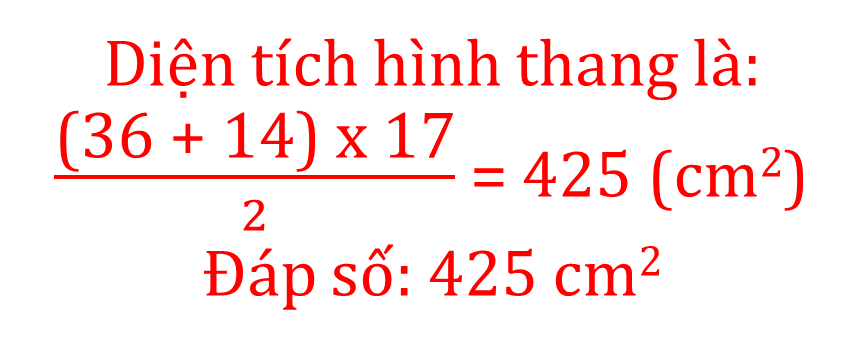 Diện tích hình thang là:
(36 + 14) x 17
2
= 425 (cm²)
Đáp số: 425 cm²